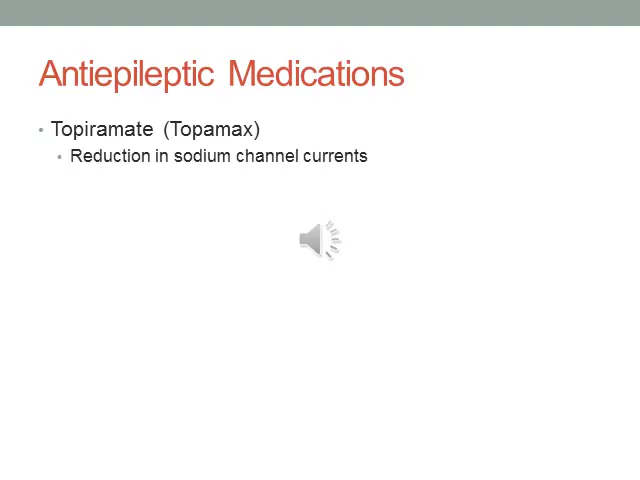 Antiepileptic Medications
• Topiramate (Topamax)
• Reduction in sodium channel currents